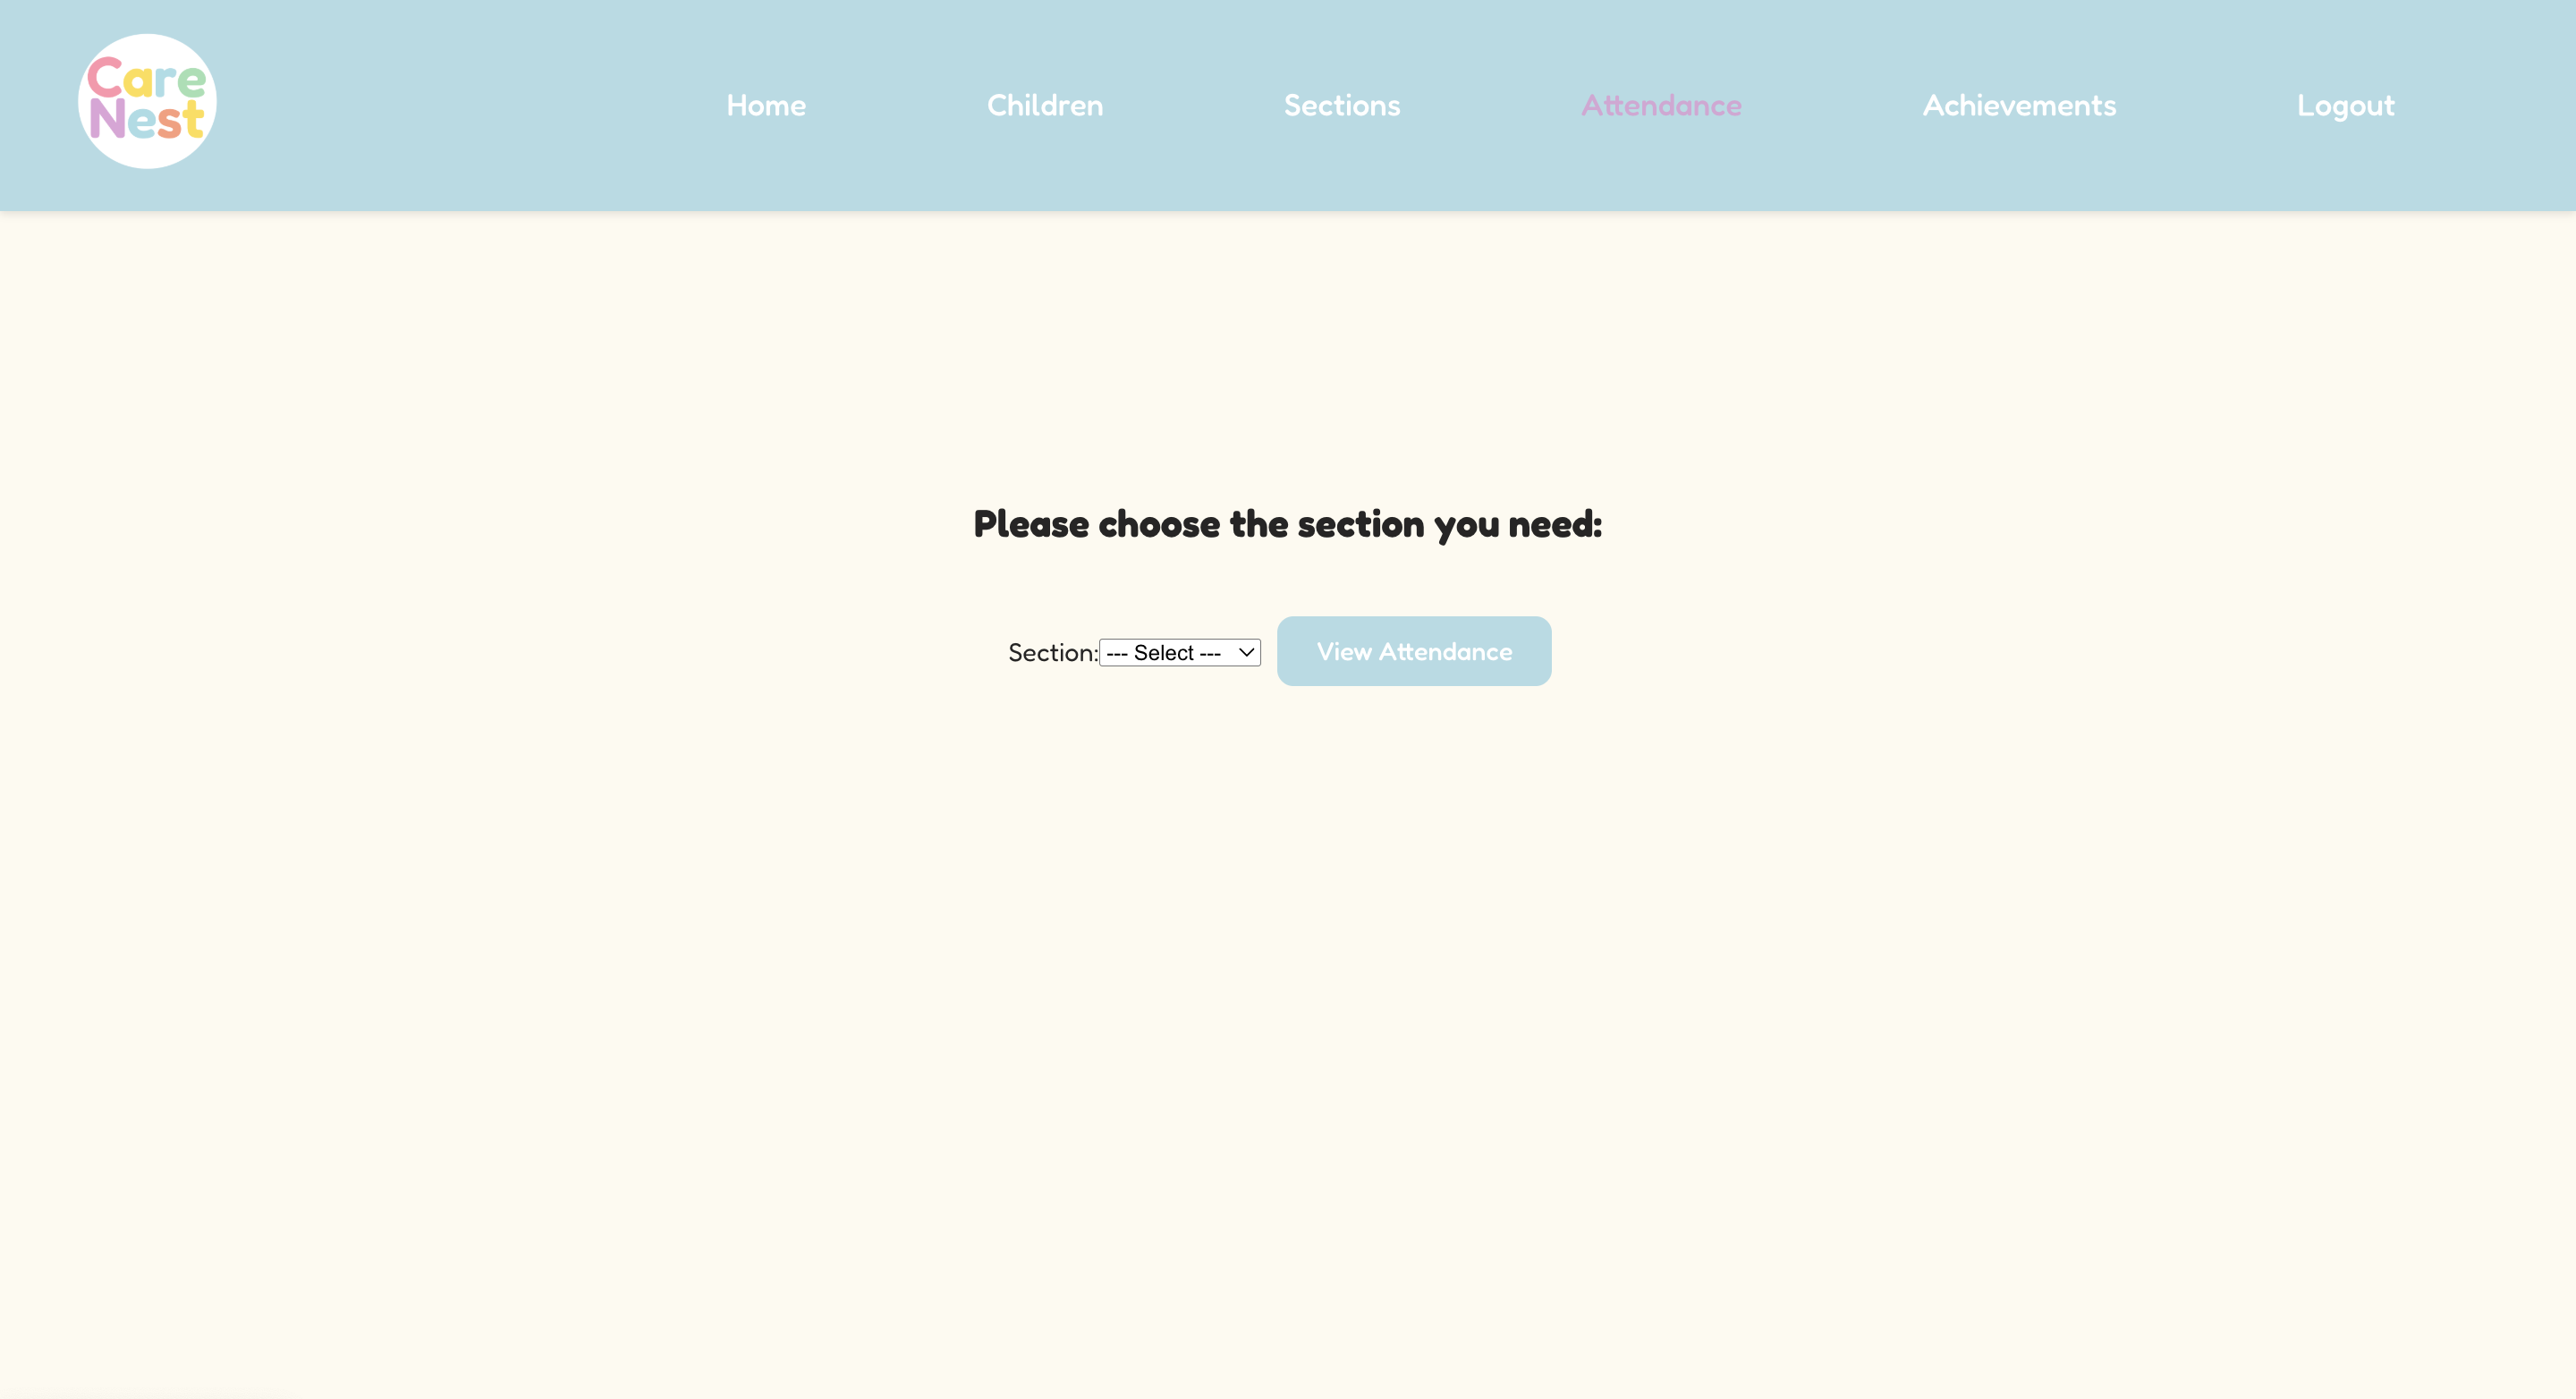 Care
Nest
Home Children Sections Attendance Achievements Logout
Please choose the section you need:
Section: --- Select --- View Attendance